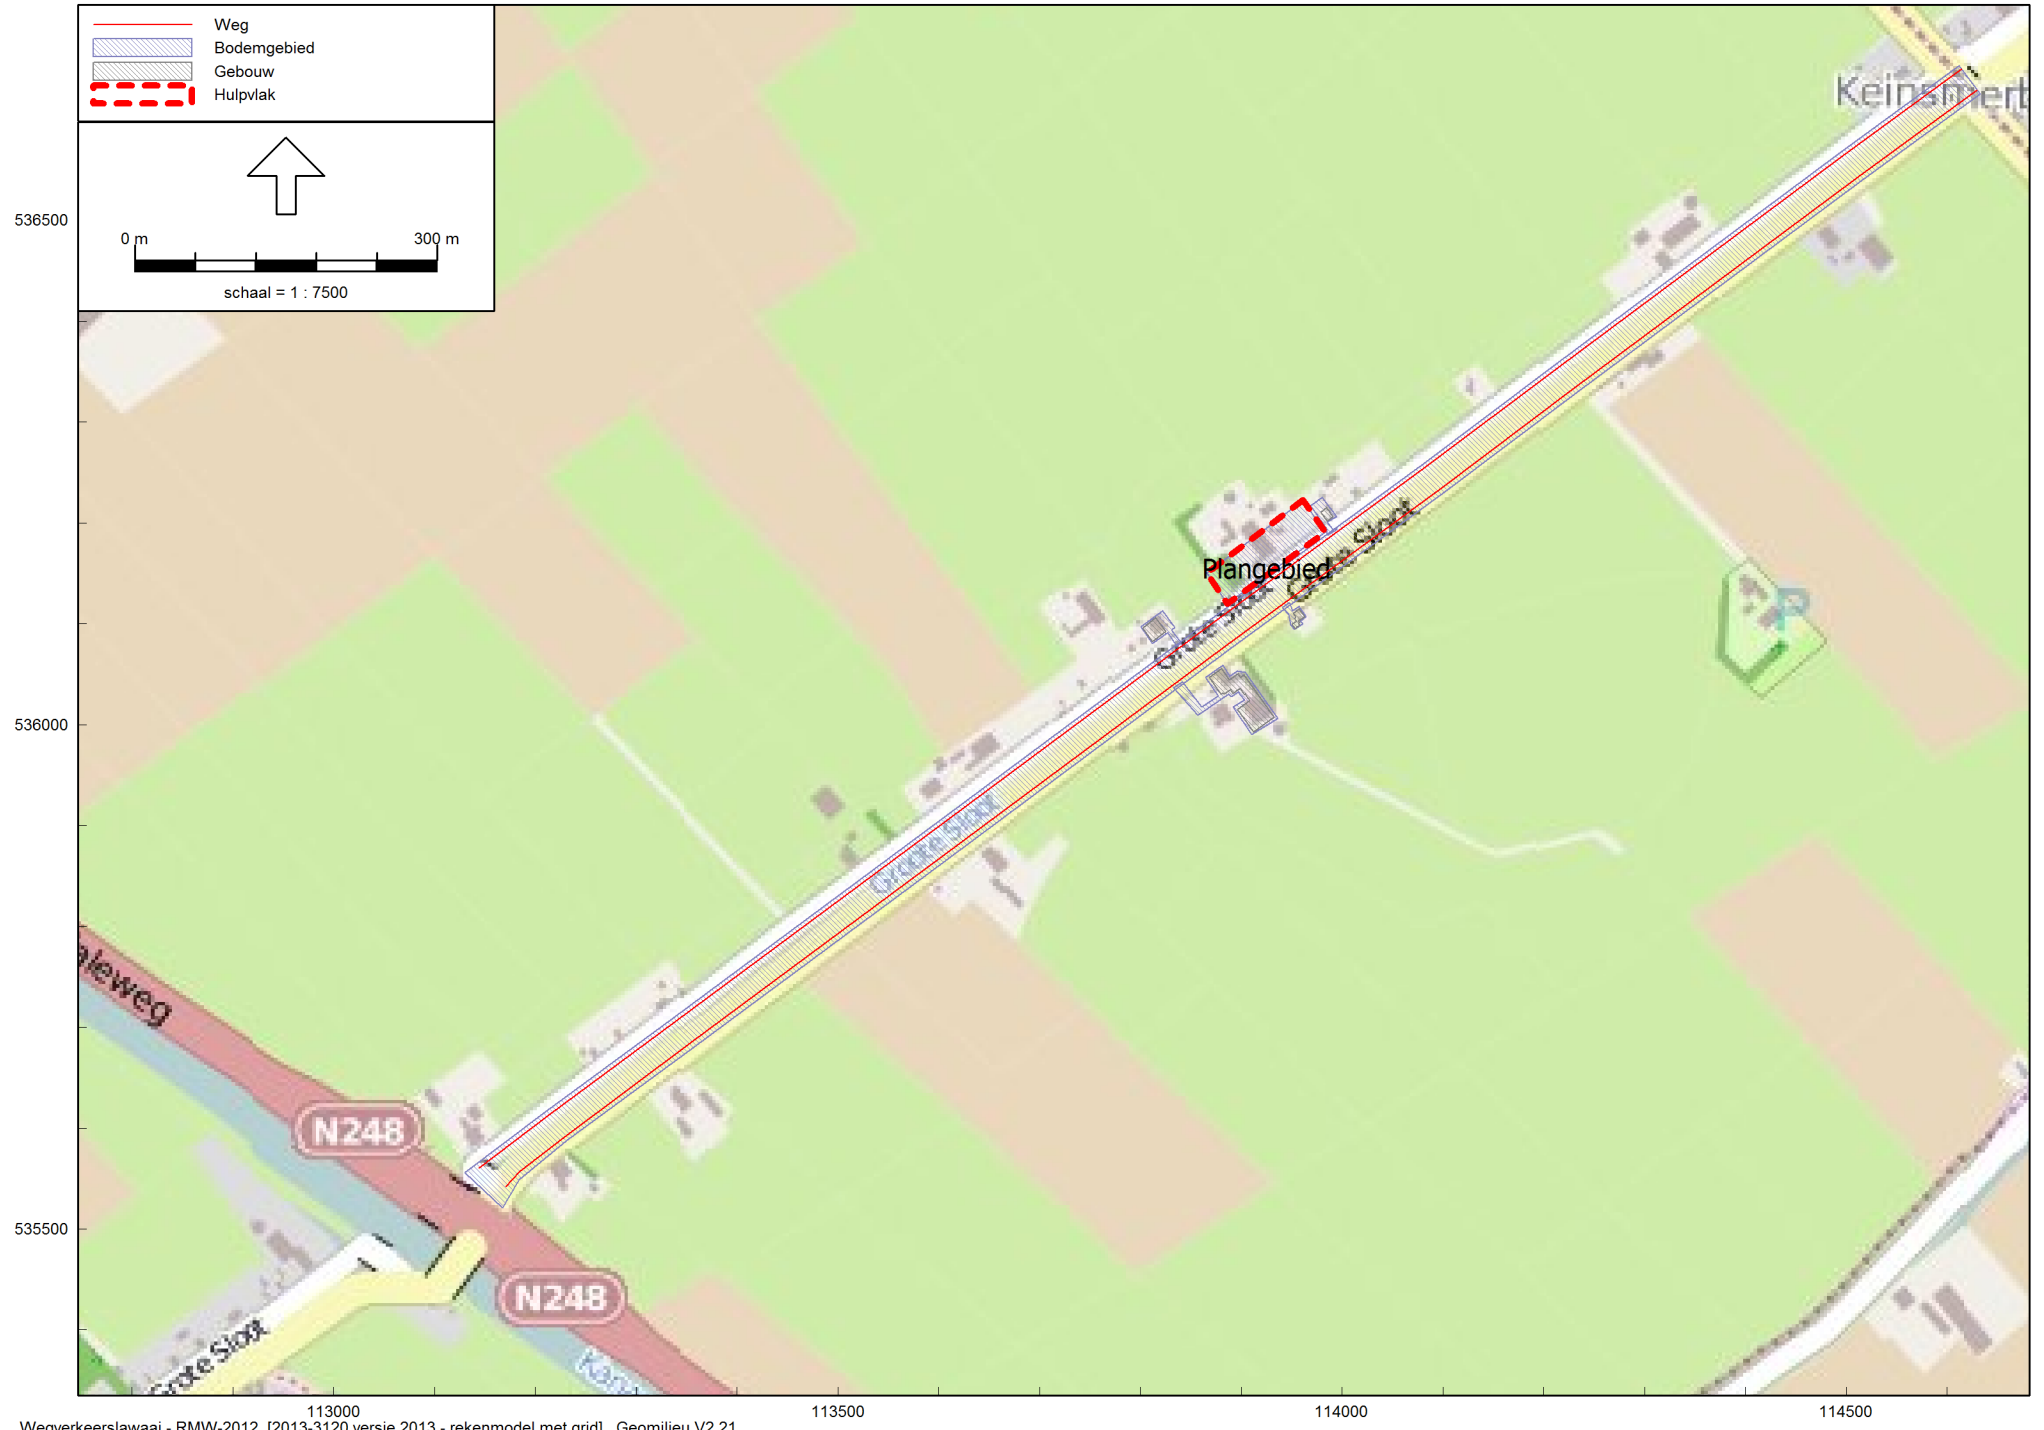 Weg
Bodemgebied
Gebouw
Hulpvlak
0 m 300 m
schaal = 1 : 7500
Keinsmerb
536500
Grote Sloot
Plangebied
Grote Sloot
P
536000
Groote Sloot
aleweg
N248
535500
N248
Grote Sloot
Kana
113000 113500 114000 114500
Wegverkeerslawaai - RMW-2012, [2013-3120 versie 2013 - rekenmodel met grid] , Geomilieu V2.21